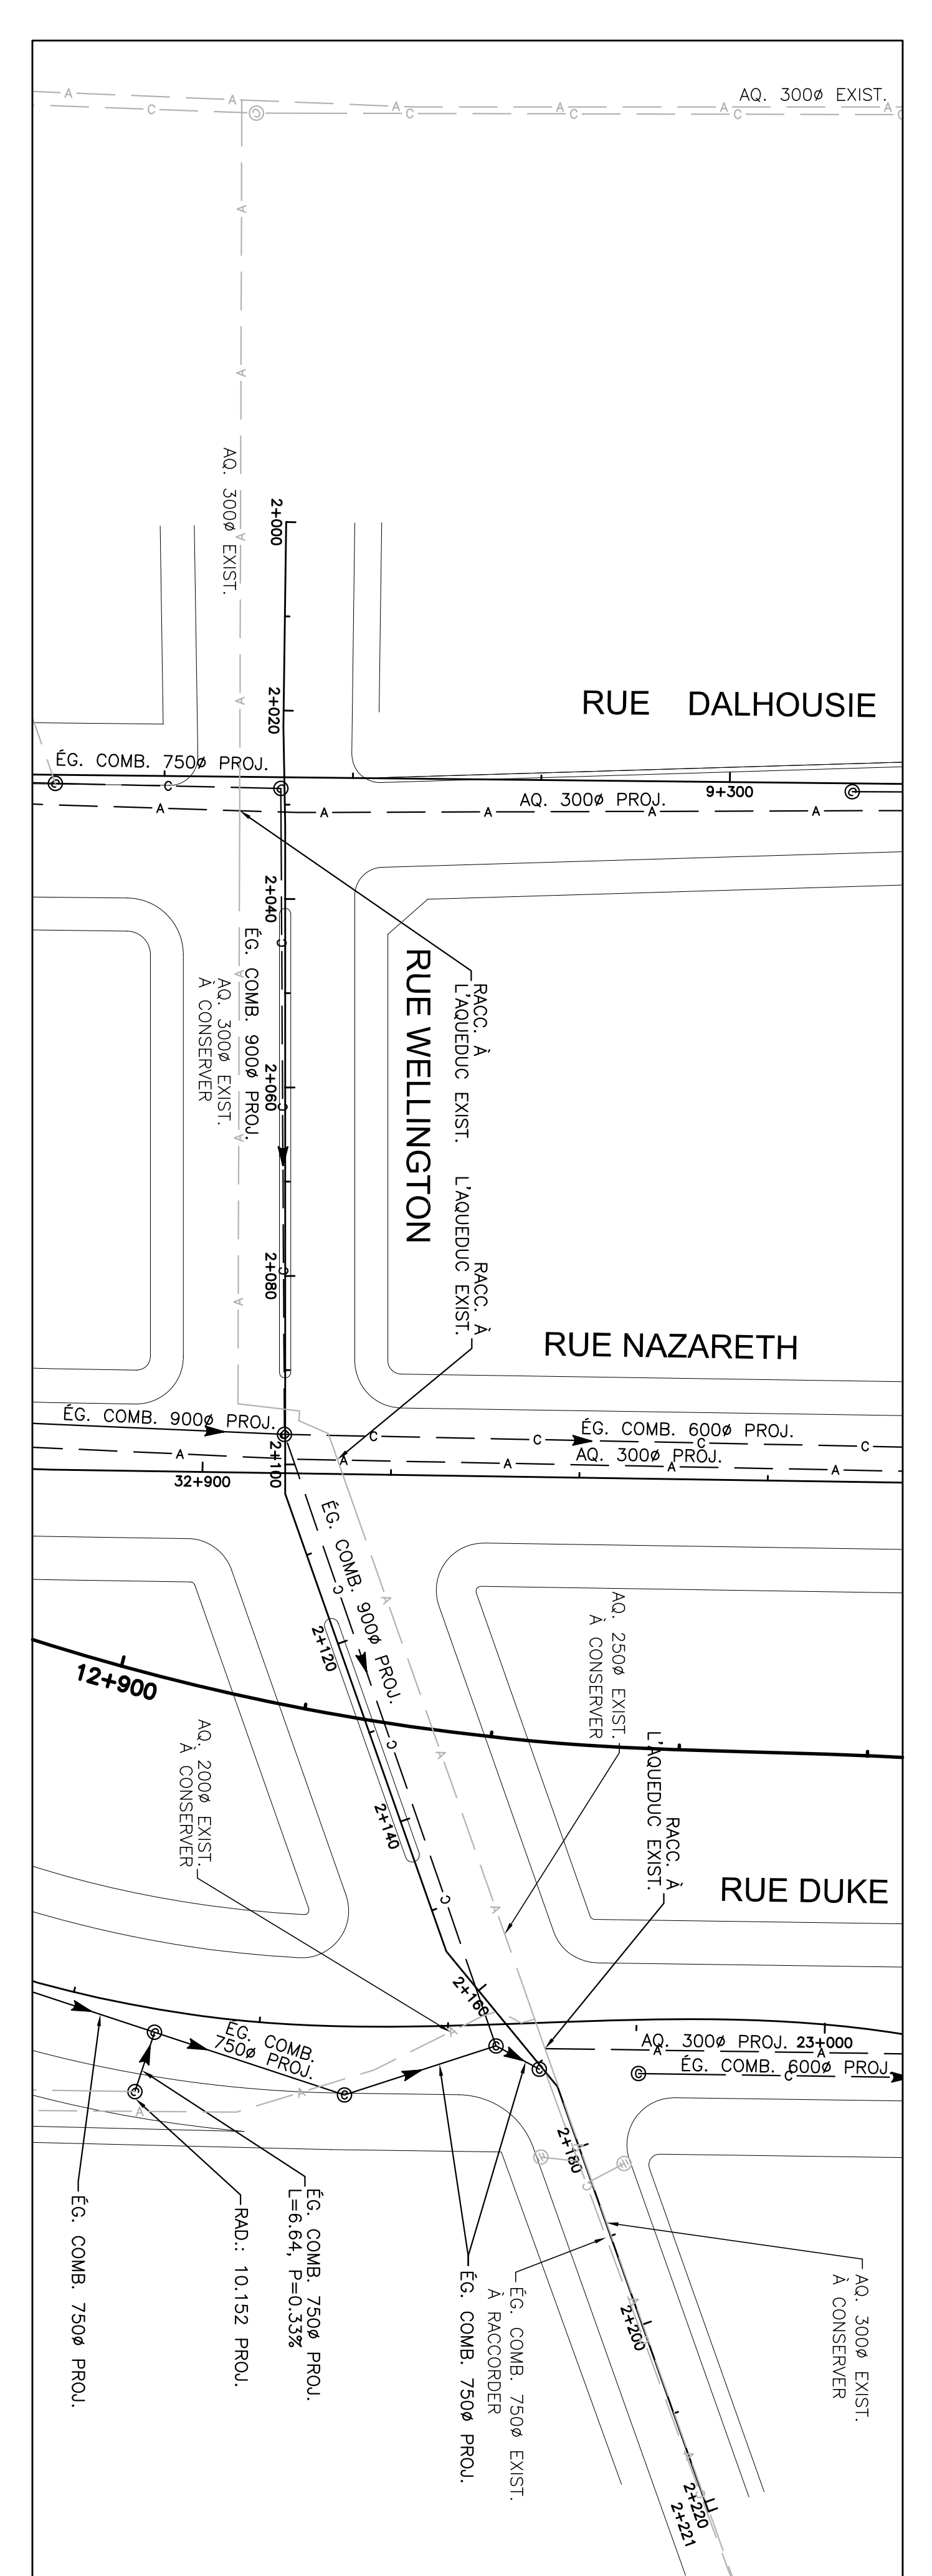 AQ. 300ø EXIST.
A
A
C
A
A
A
C
C
C
A
A
AQ. 300ø EXIST.
2+000
A
A
2+020
RUE DALHOUSIE
ÉG. COMB. 750ø PROJ.
C
9+300
AQ. 300ø PROJ.
A
A
A
A
A
2+040
C
ÉG. COMB. 900ø PROJ.
AQ. 300ø EXIST.
À CONSERVER
A
RUE WELLINGTON
RACC. À
L'AQUEDUC EXIST.
2+060
C
A
RACC. À
L'AQUEDUC EXIST.
2+080
C
A
RUE NAZARETH
ÉG. COMB. 900ø PROJ.
ÉG. COMB. 600ø PROJ.
C
C
C
C
AQ. 300ø PROJ.
A
A
A
A
A
A
2+100
32+900
ÉG. COMB. 900ø PROJ.
C
A
AQ. 250ø EXIST.
À CONSERVER
2+120
12+900
C
A
AQ. 200ø EXIST.
À CONSERVER
RACC. À
L'AQUEDUC EXIST.
2+140
C
A
RUE DUKE
2+160
A
ÉG. COMB.
750ø PROJ.
AQ. 300ø PROJ.
23+000
A
A
ÉG. COMB. 600ø PROJ.
C
A
A
2+180
C
ÉG. COMB. 750ø PROJ.
RAD.: 10.152 PROJ.
ÉG. COMB. 750ø PROJ.
L=6.64, P=0.33%
ÉG. COMB. 750ø PROJ.
ÉG. COMB. 750ø EXIST.
À RACCORDER
AQ. 300ø EXIST.
À CONSERVER
A
2+200
A
2+220
2+221